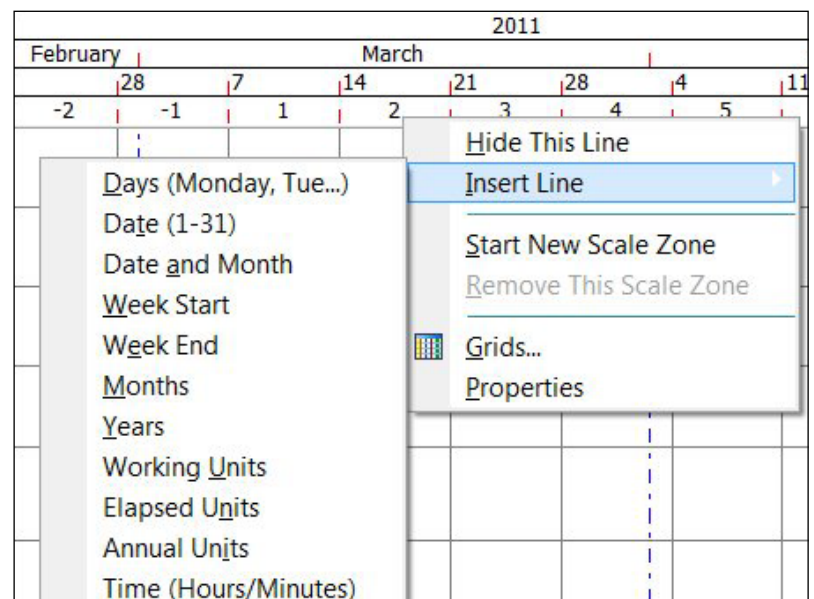 2011
February March
28 7 14 21 28 4 11
-2 -1 1 2 3 4 5
Hide This Line
Insert Line
Start New Scale Zone
Remove This Scale Zone
Grids...
Properties
Days (Monday, Tue...)
Date (1-31)
Date and Month
Week Start
Week End
Months
Years
Working Units
Elapsed Units
Annual Units
Time (Hours/Minutes)